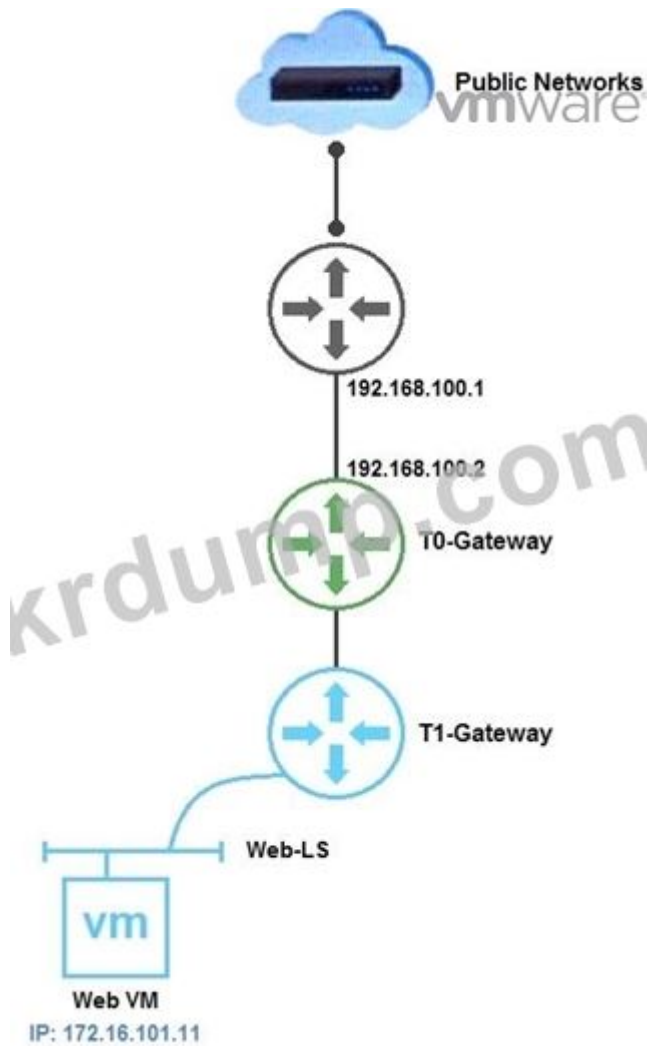 Public Networks
vmware
192.168.100.1
192.168.100.2
T0-Gateway
krdump.com
T1-Gateway
Web-LS
vm
Web VM
IP: 172.16.101.11